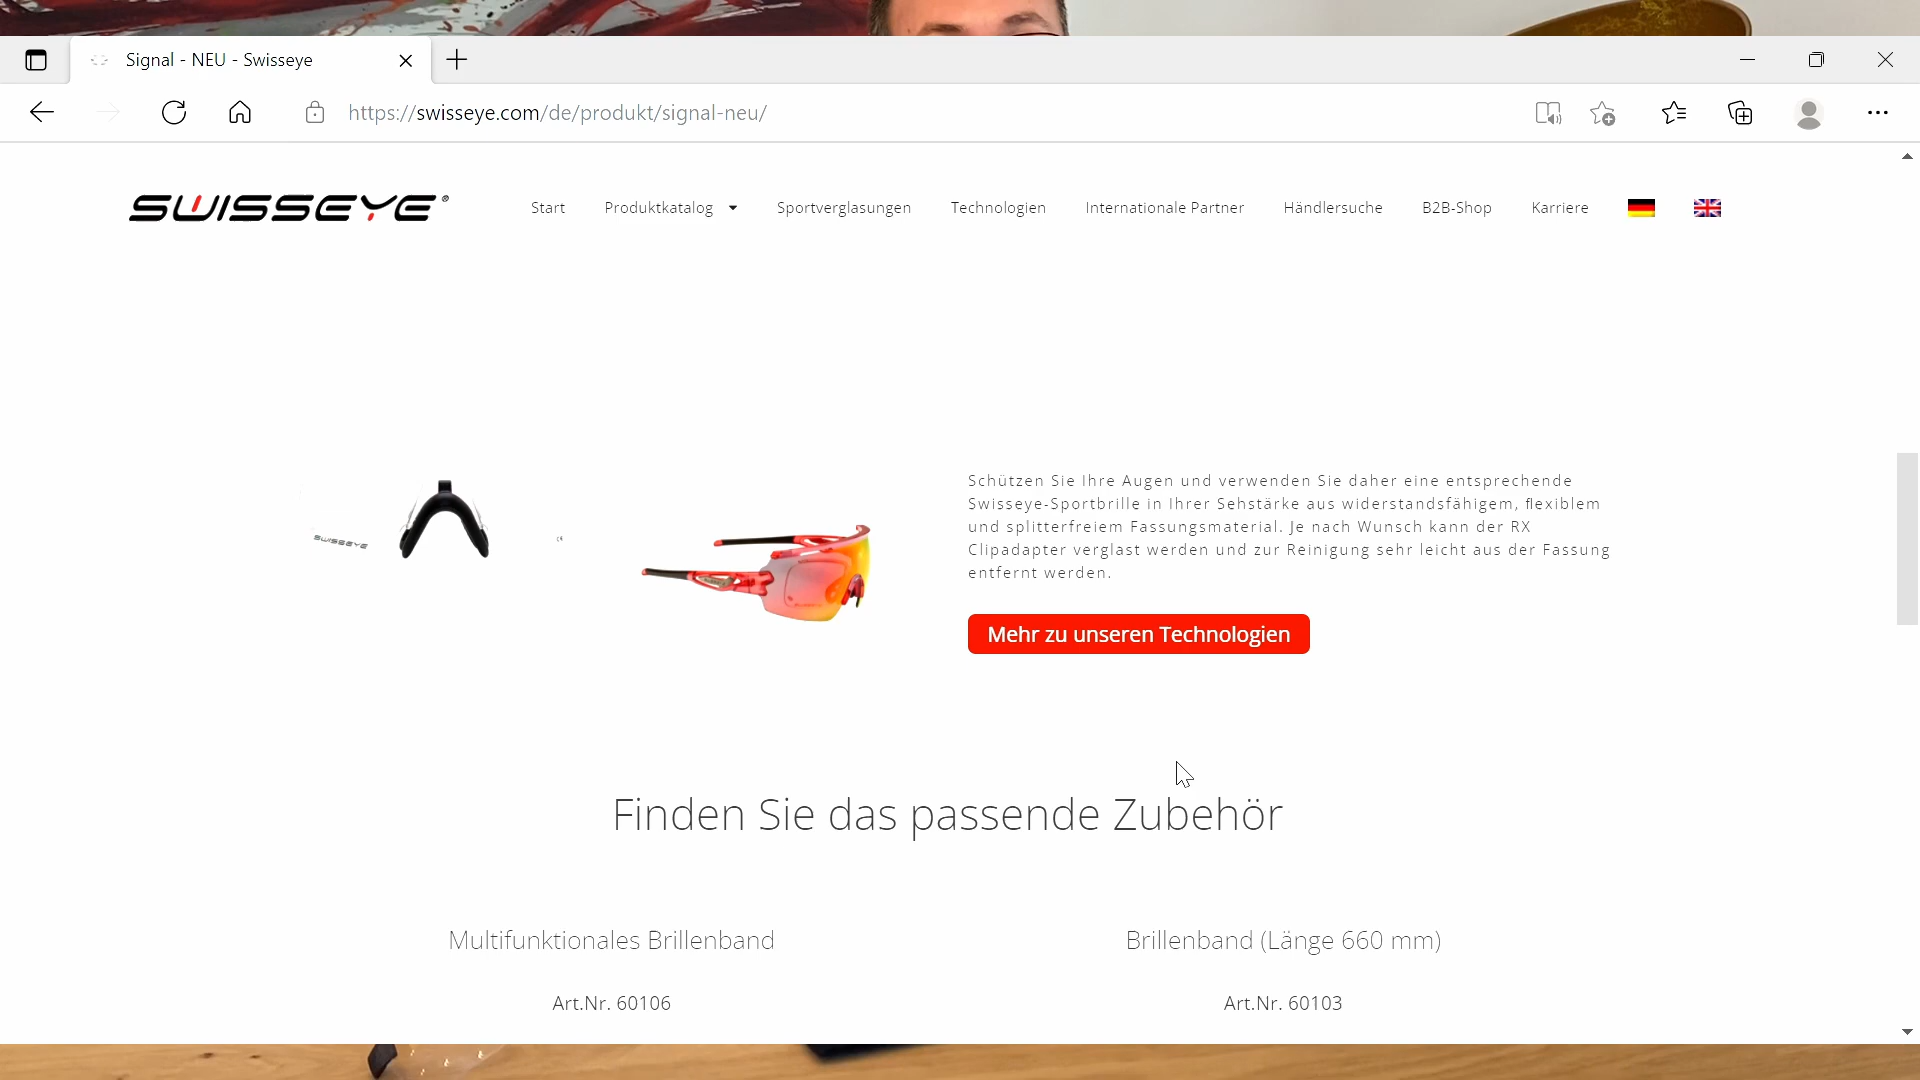 Signal - NEU - Swisseye
https://swisseye.com/de/produkt/signal-neu/
SWISSEYE®
Start Produktkatalog Sportverglasungen Technologien Internationale Partner Händlersuche B2B-Shop Karriere
Schützen Sie Ihre Augen und verwenden Sie daher eine entsprechende
Swisseye-Sportbrille in Ihrer Sehstärke aus widerstandsfähigem, flexiblem
und splitterfreiem Fassungsmaterial. Je nach Wunsch kann der RX
Clipadapter verglast werden und zur Reinigung sehr leicht aus der Fassung
entfernt werden.
SWISSEYE
Mehr zu unseren Technologien
Finden Sie das passende Zubehör
Multifunktionales Brillenband
Brillenband (Länge 660 mm)
Art.Nr. 60106
Art.Nr. 60103